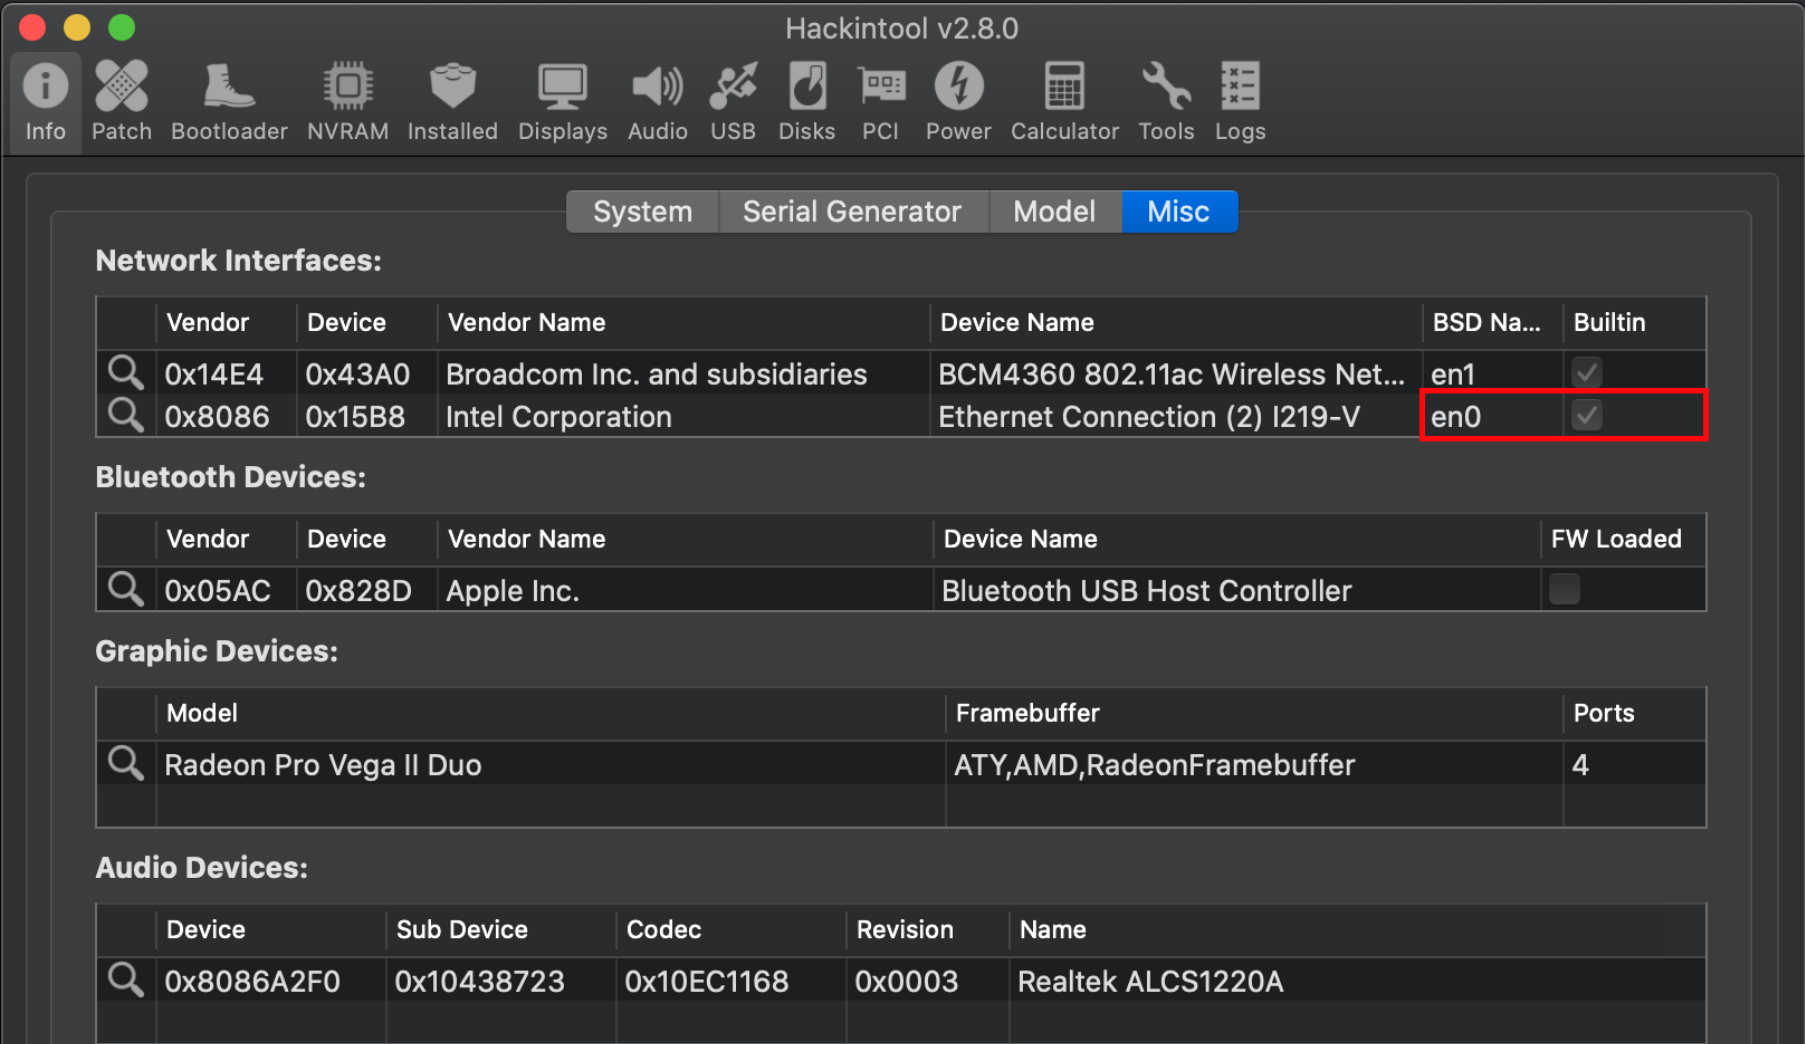 Hackintool v2.8.0
Info Patch Bootloader NVRAM Installed Displays Audio USB Disks PCI Power Calculator Tools Logs
System Serial Generator Model Misc
Network Interfaces:
Vendor Device Vendor Name Device Name BSD Na... Builtin
0x14E4 0x43A0 Broadcom Inc. and subsidiaries BCM4360 802.11ac Wireless Net... en1
0x8086 0x15B8 Intel Corporation Ethernet Connection (2) I219-V en0
Bluetooth Devices:
Vendor Device Vendor Name Device Name FW Loaded
0x05AC 0x828D Apple Inc. Bluetooth USB Host Controller
Graphic Devices:
Model Framebuffer Ports
Radeon Pro Vega II Duo ATY,AMD,RadeonFramebuffer 4
Audio Devices:
Device Sub Device Codec Revision Name
0x8086A2F0 0x10438723 0x10EC1168 0x0003 Realtek ALCS1220A